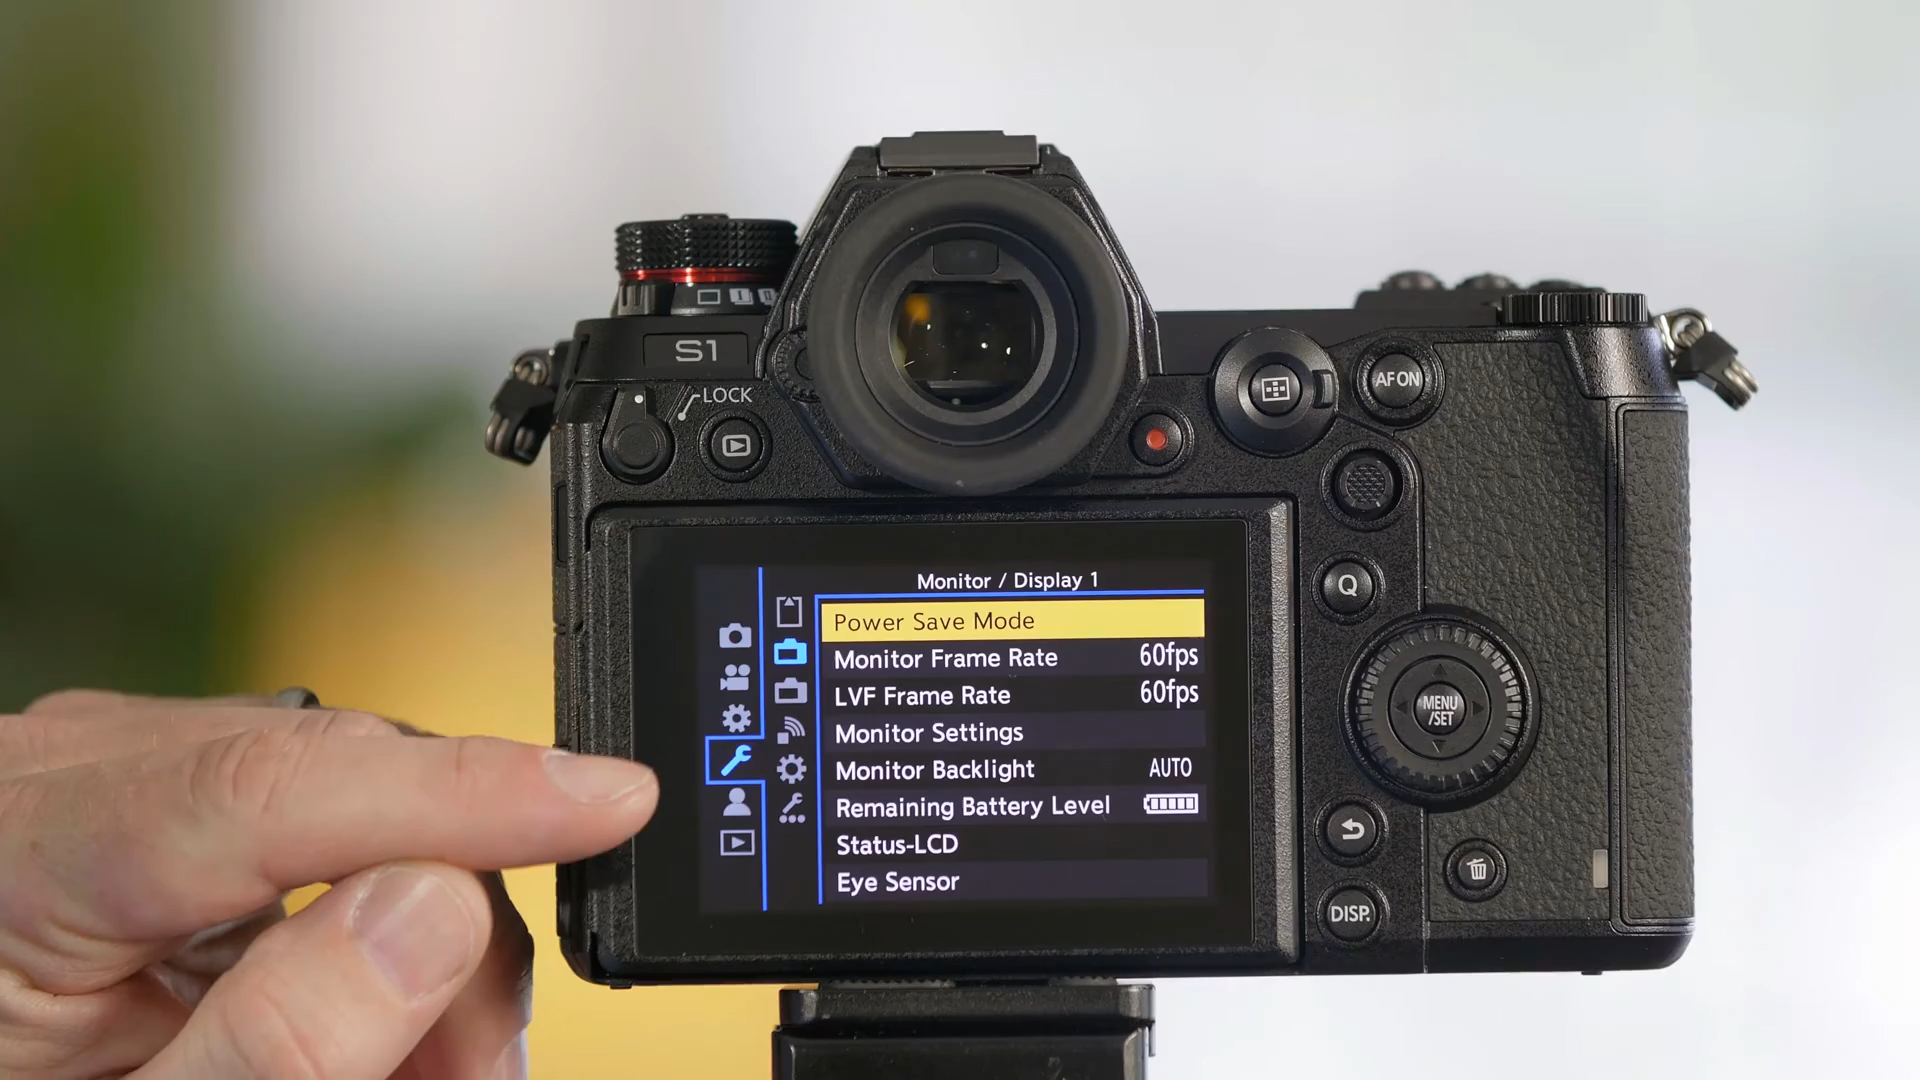 S1
LOCK
AF ON
Q
MENU
/SET
DISP.
Monitor / Display 1
Power Save Mode
Monitor Frame Rate 60fps
LVF Frame Rate 60fps
Monitor Settings
Monitor Backlight AUTO
Remaining Battery Level
Status-LCD
Eye Sensor